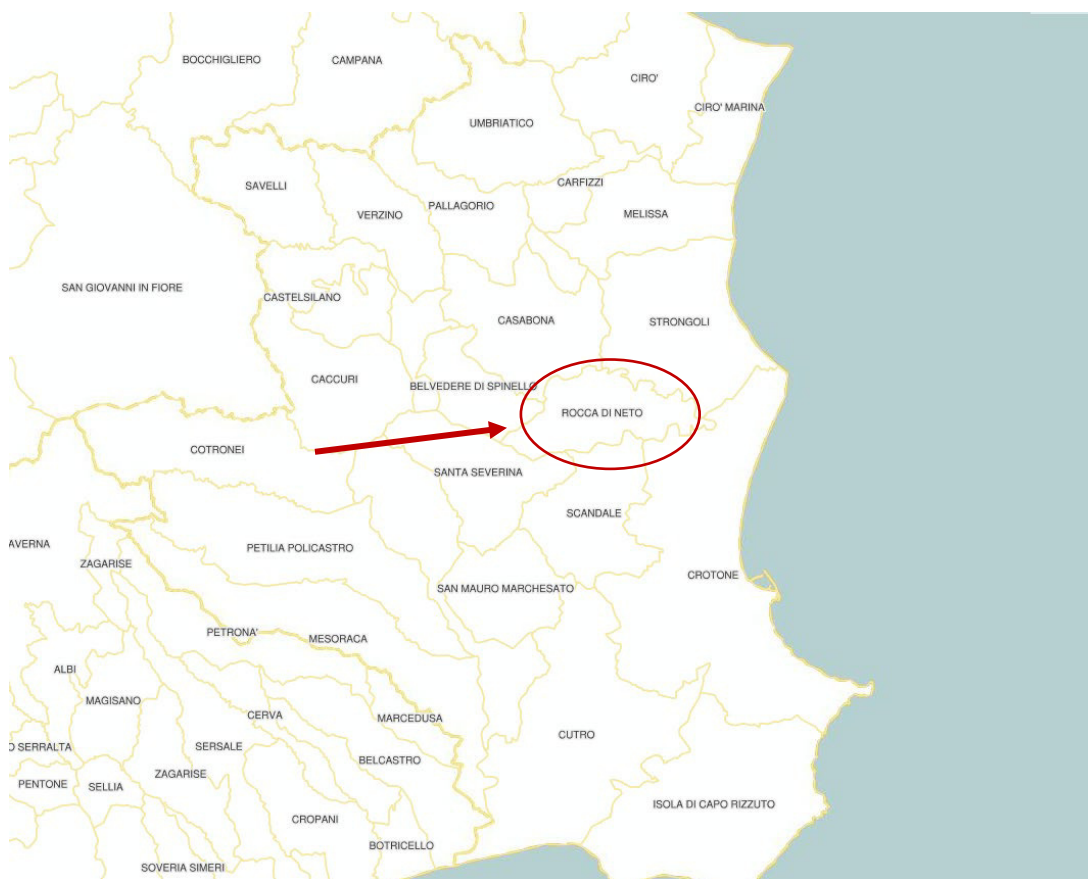 BOCCHIGLIERO
CAMPANA
CIRO'
CIRO' MARINA
UMBRIATICO
SAVELLI
CARFIZZI
VERZINO
PALLAGORIO
MELISSA
SAN GIOVANNI IN FIORE
CASTELSILANO
CASABONA
STRONGOLI
CACCURI
BELVEDERE DI SPINELLO
ROCCA DI NETO
COTRONEI
SANTA SEVERINA
SCANDALE
AVERNA
PETILIA POLICASTRO
ZAGARISE
CROTONE
SAN MAURO MARCHESATO
PETRONA'
MESORACA
ALBI
MAGISANO
CERVA
MARCEDUSA
CUTRO
O SERRALTA
SERSALE
BELCASTRO
ZAGARISE
PENTONE
SELLIA
ISOLA DI CAPO RIZZUTO
CROPANI
BOTRICELLO
SOVERIA SIMERI